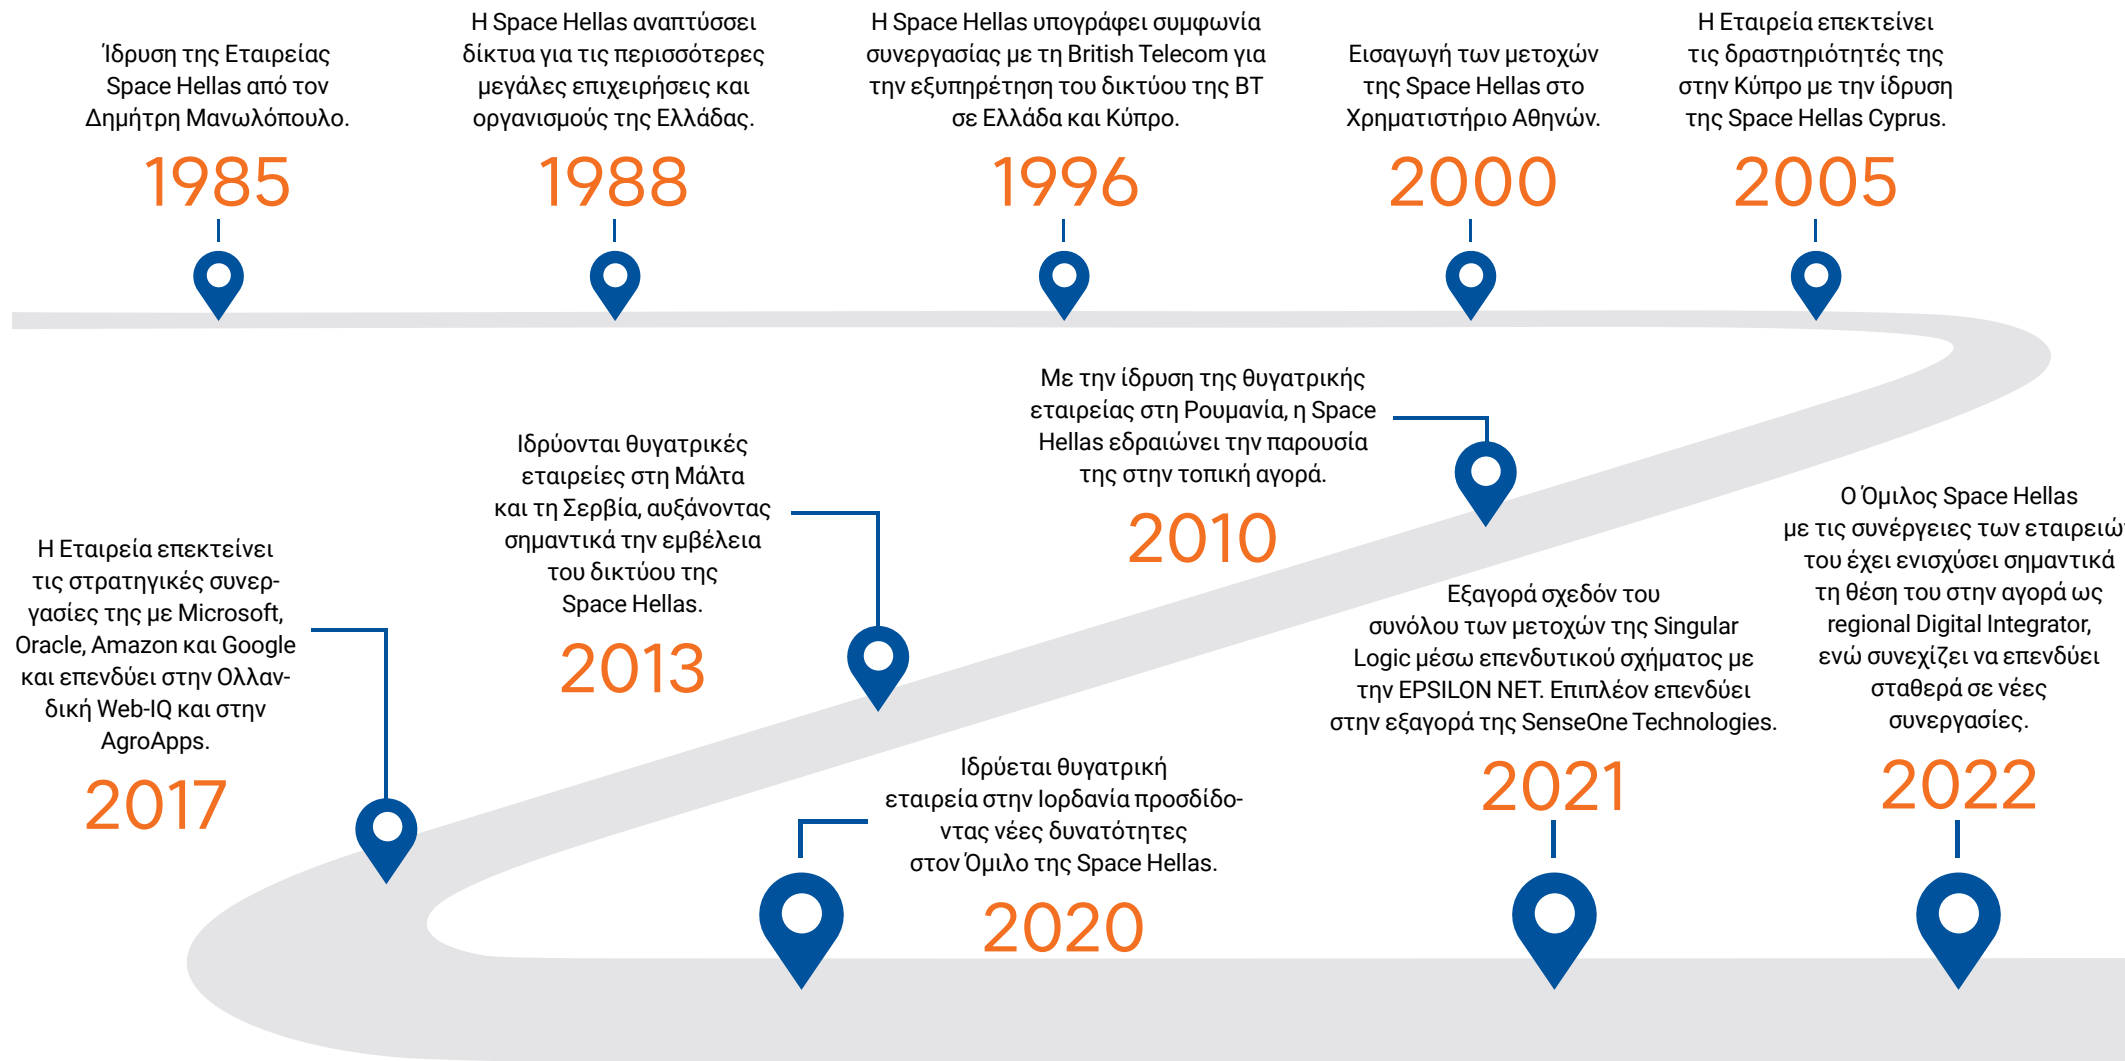 Ίδρυση της Εταιρείας
Space Hellas από τον
Δημήτρη Μανωλόπουλο.
1985
Η Space Hellas αναπτύσσει
δίκτυα για τις περισσότερες
μεγάλες επιχειρήσεις και
οργανισμούς της Ελλάδας.
1988
Η Space Hellas υπογράφει συμφωνία
συνεργασίας με τη British Telecom για
την εξυπηρέτηση του δικτύου της BT
σε Ελλάδα και Κύπρο.
1996
Εισαγωγή των μετοχών
της Space Hellas στο
Χρηματιστήριο Αθηνών.
2000
Η Εταιρεία επεκτείνει
τις δραστηριότητές της
στην Κύπρο με την ίδρυση
της Space Hellas Cyprus.
2005
Με την ίδρυση της θυγατρικής
εταιρείας στη Ρουμανία, η Space
Hellas εδραιώνει την παρουσία
της στην τοπική αγορά.
2010
Ιδρύονται θυγατρικές
εταιρείες στη Μάλτα
και τη Σερβία, αυξάνοντας
σημαντικά την εμβέλεια
του δικτύου της
Space Hellas.
2013
Η Εταιρεία επεκτείνει
τις στρατηγικές συνερ-
γασίες της με Microsoft,
Oracle, Amazon και Google
και επενδύει στην Ολλαν-
δική Web-IQ και στην
AgroApps.
2017
Ιδρύεται θυγατρική
εταιρεία στην Ιορδανία προσδίδο-
ντας νέες δυνατότητες
στον Όμιλο της Space Hellas.
2020
Εξαγορά σχεδόν του
συνόλου των μετοχών της Singular
Logic μέσω επενδυτικού σχήματος με
την EPSILON NET. Επιπλέον επενδύει
στην εξαγορά της SenseOne Technologies.
2021
Ο Όμιλος Space Hellas
με τις συνέργειες των εταιρειών
του έχει ενισχύσει σημαντικά
τη θέση του στην αγορά ως
regional Digital Integrator,
ενώ συνεχίζει να επενδύει
σταθερά σε νέες
συνεργασίες.
2022